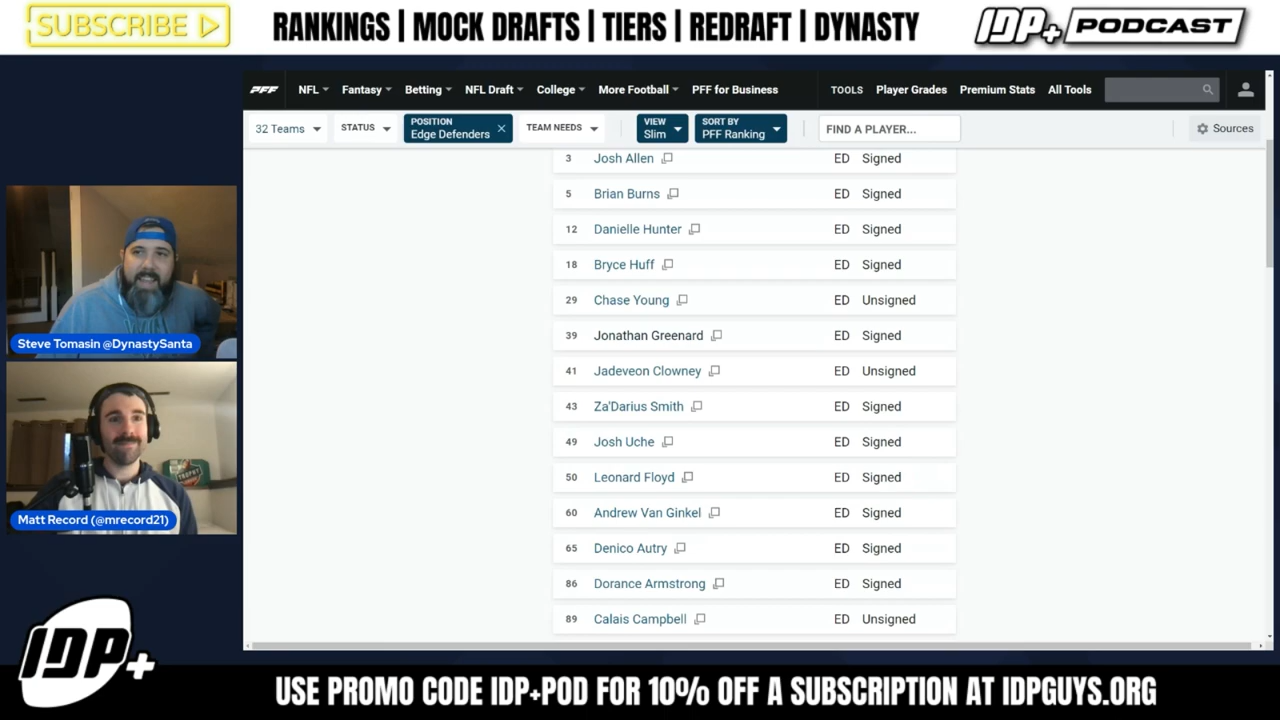 SUBSCRIBE
RANKINGS | MOCK DRAFTS | TIERS | REDRAFT | DYNASTY
IDP+ PODCAST
PFF NFL Fantasy Betting NFL Draft College More Football PFF for Business TOOLS Player Grades Premium Stats All Tools
32 Teams STATUS POSITION Edge Defenders TEAM NEEDS VIEW Slim SORT BY PFF Ranking FIND A PLAYER... Sources
3 Josh Allen ED Signed
5 Brian Burns ED Signed
12 Danielle Hunter ED Signed
18 Bryce Huff ED Signed
29 Chase Young ED Unsigned
39 Jonathan Greenard ED Signed
41 Jadeveon Clowney ED Unsigned
43 Za'Darius Smith ED Signed
49 Josh Uche ED Signed
50 Leonard Floyd ED Signed
60 Andrew Van Ginkel ED Signed
65 Denico Autry ED Signed
86 Dorance Armstrong ED Signed
89 Calais Campbell ED Unsigned
Steve Tomasin @DynastySanta
TROPHY
Matt Record (@mrecord21)
IDP+
USE PROMO CODE IDP+POD FOR 10% OFF A SUBSCRIPTION AT IDPGUYS.ORG